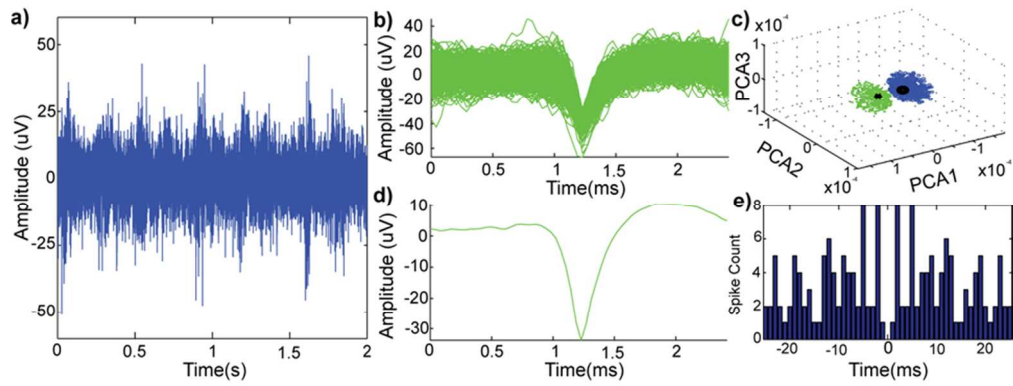 a)
60
50
25
0
-25
-50
Amplitude (uV)
0
0.5
1
1.5
2
Time(s)
b)
40
20
0
-20
-40
-60
Amplitude (uV)
0
0.5
1
1.5
2
Time(ms)
c)
x10-4
1
0
-1
PCA3
-1
0
1
x10-4
PCA2
1
0
-1
x10-4
PCA1
d)
10
0
-10
-20
-30
Amplitude (uV)
0
0.5
1
1.5
2
Time(ms)
e)
8
6
4
2
0
Spike Count
-20
-10
0
10
20
Time(ms)